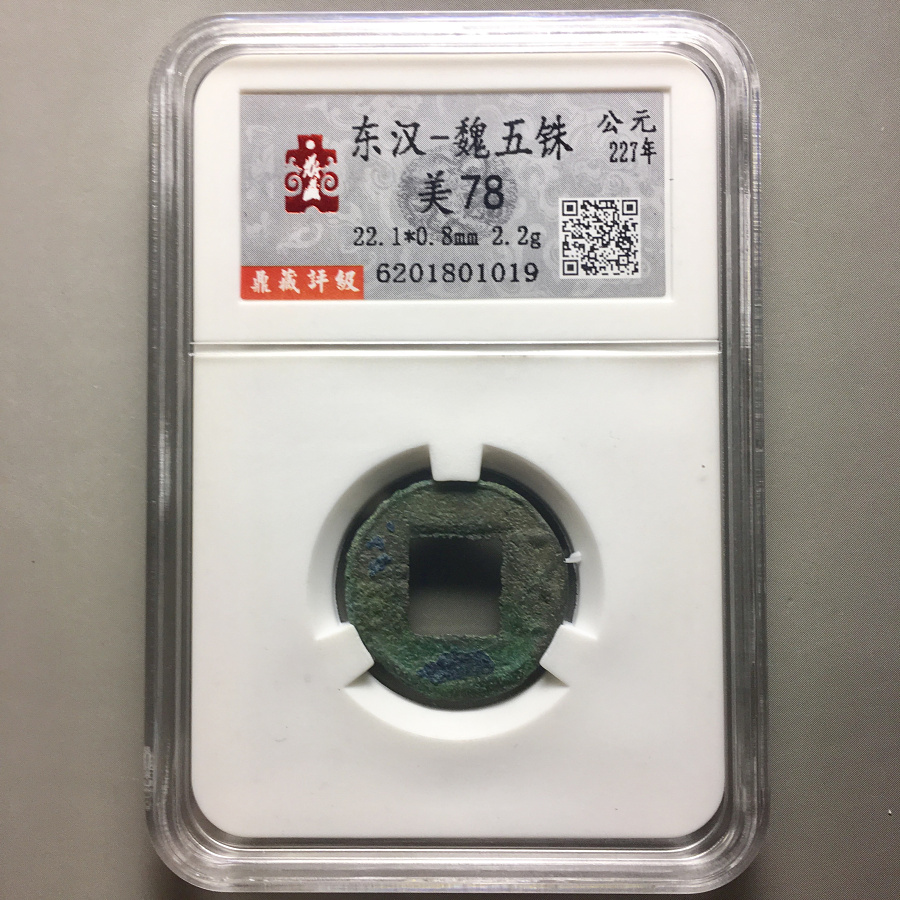 东汉-魏五铢
公元
227年
美78
22.1*0.8mm 2.2g
鼎藏評級 6201801019